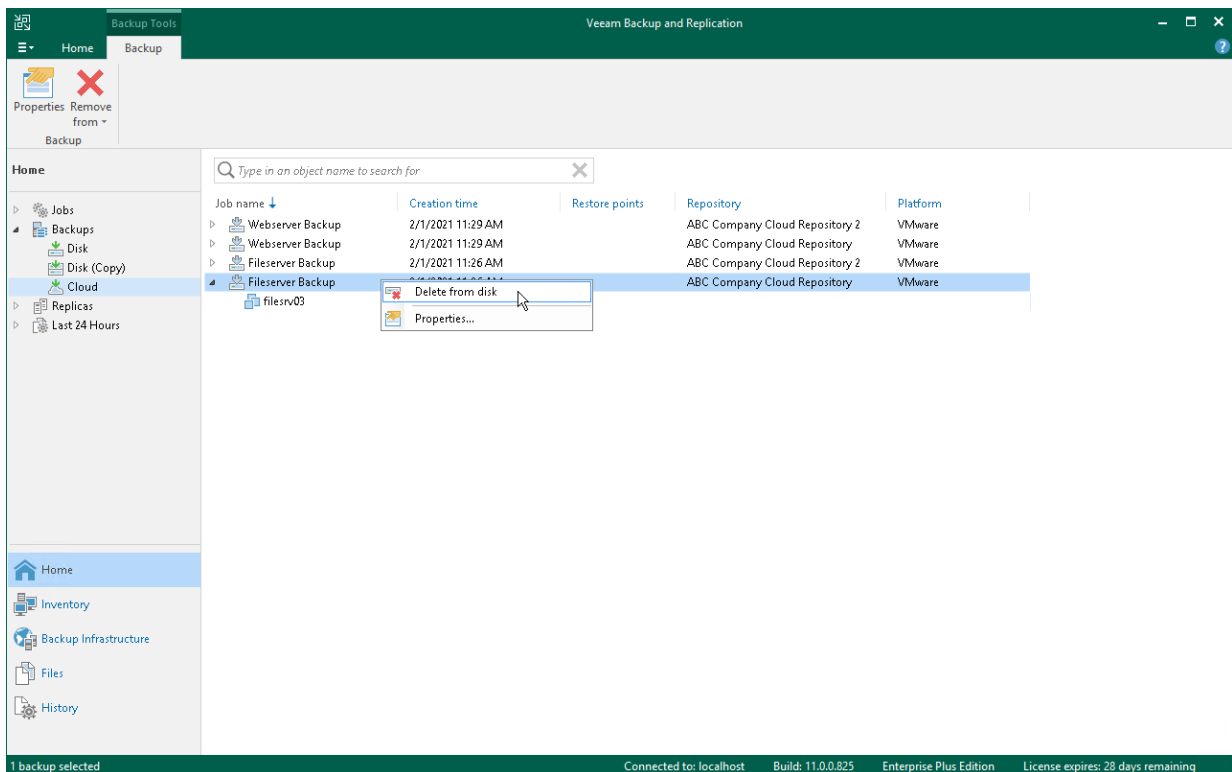 Backup Tools
Veeam Backup and Replication
Home Backup
Properties Remove from
Backup
Home
Type in an object name to search for
Jobs
Backups
Disk
Disk (Copy)
Cloud
Replicas
Last 24 Hours
Job name Creation time Restore points Repository Platform
Webserver Backup 2/1/2021 11:29 AM ABC Company Cloud Repository 2 VMware
Webserver Backup 2/1/2021 11:29 AM ABC Company Cloud Repository VMware
Fileserver Backup 2/1/2021 11:26 AM ABC Company Cloud Repository 2 VMware
Fileserver Backup ABC Company Cloud Repository VMware
filesrv03
Delete from disk
Properties...
Home
Inventory
Backup Infrastructure
Files
History
1 backup selected Connected to: localhost Build: 11.0.0.825 Enterprise Plus Edition License expires: 28 days remaining